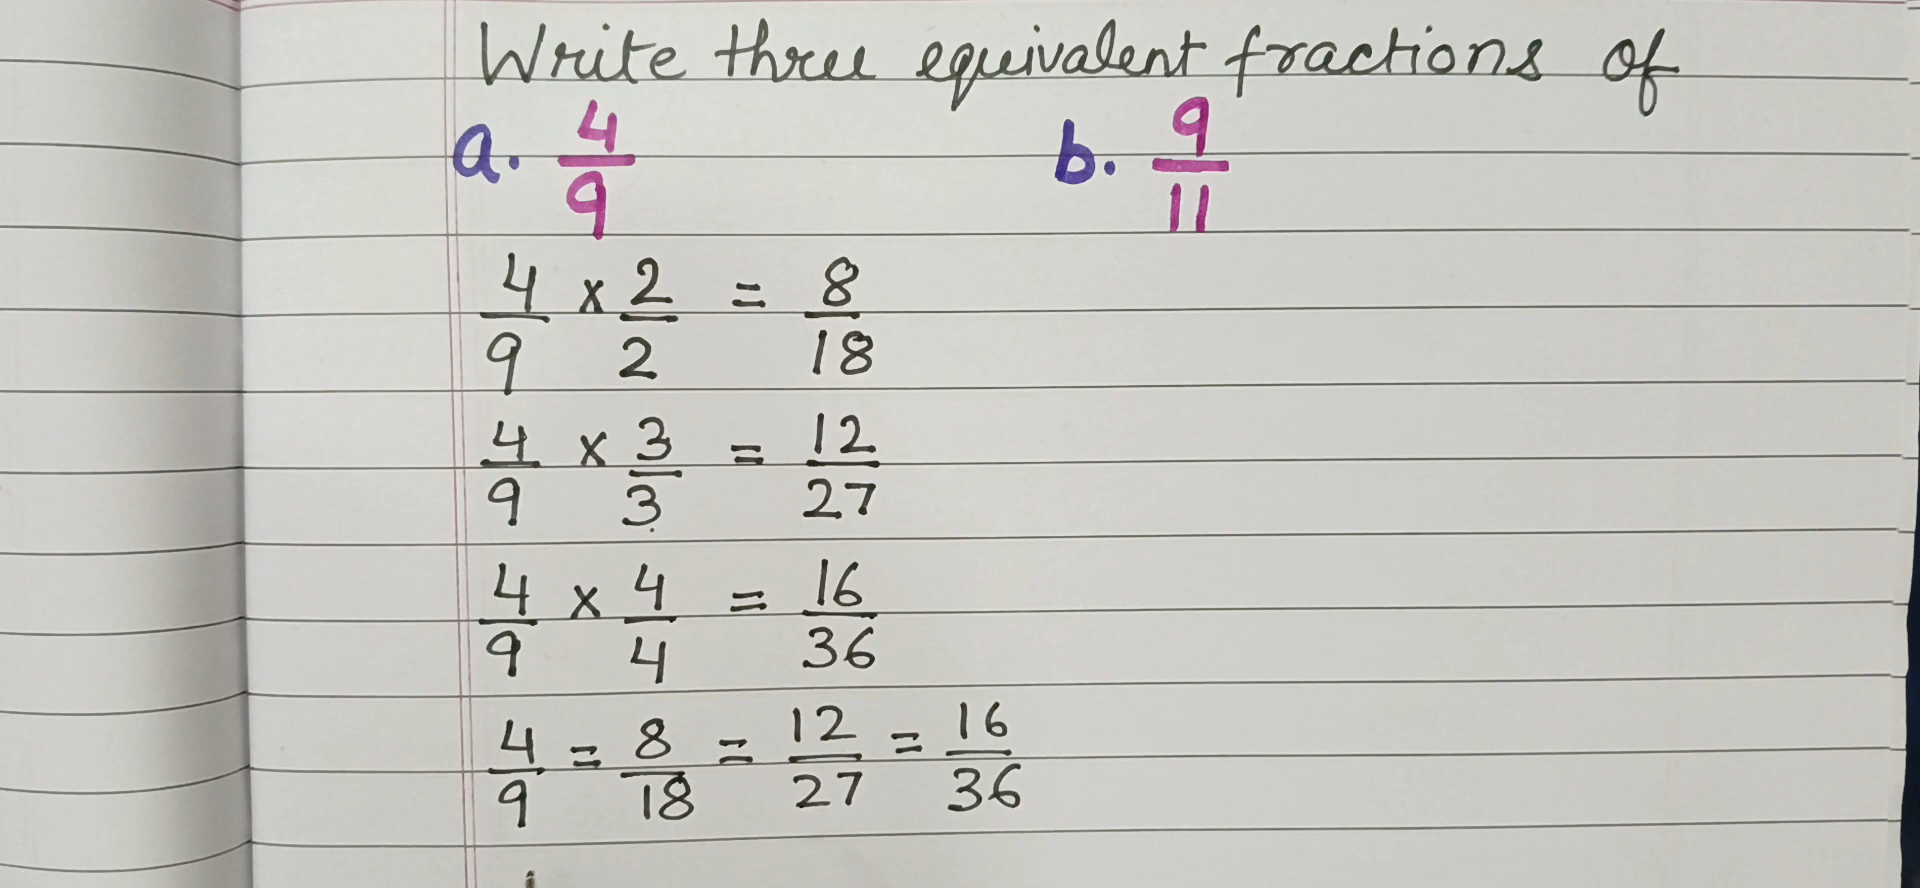 Write three equivalent fractions of
a. 4/9 b. 9/11
4/9 × 2/2 = 8/18
4/9 × 3/3 = 12/27
4/9 × 4/4 = 16/36
4/9 = 8/18 = 12/27 = 16/36